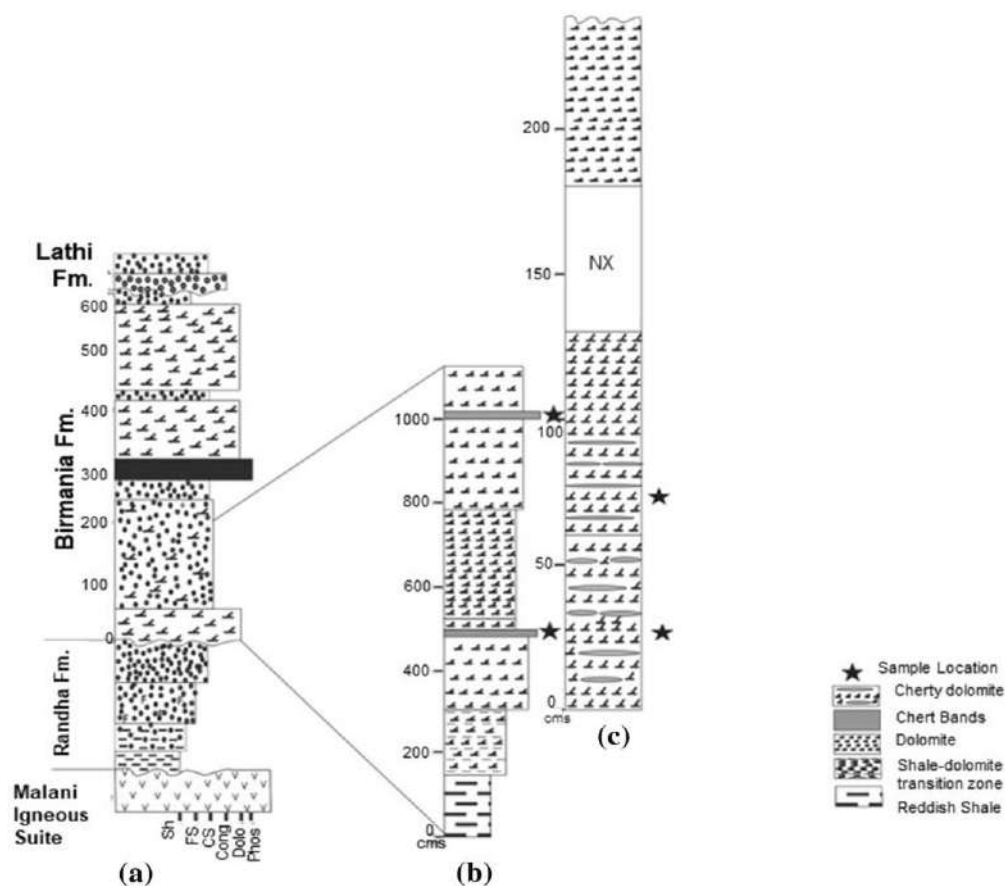 Lathi
Fm.
600
500
400
300
200
100
0
Birmania Fm.
Randha Fm.
Malani
Igneous
Suite
Sh
FS
CS
Cong
Dolo
Phos
(a)
1000
800
600
400
200
0
cms
(b)
200
150
NX
100
50
0
cms
(c)
Sample Location
Cherty dolomite
Chert Bands
Dolomite
Shale-dolomite
transition zone
Reddish Shale